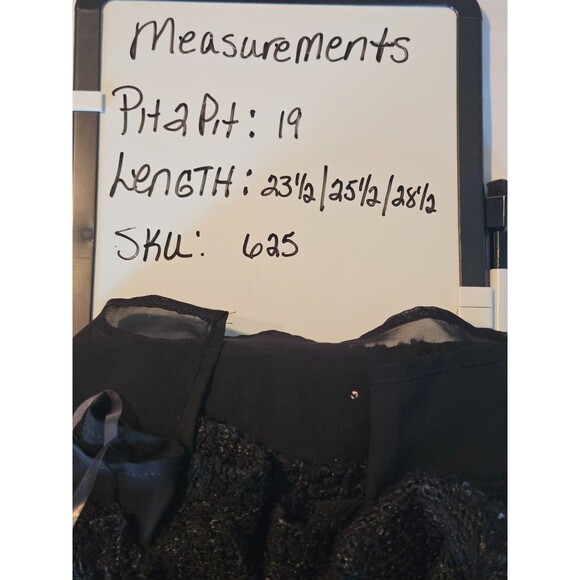 Measurements
Pit2Pit: 19
LENGTH: 23½/25½/28½
SKU: 625